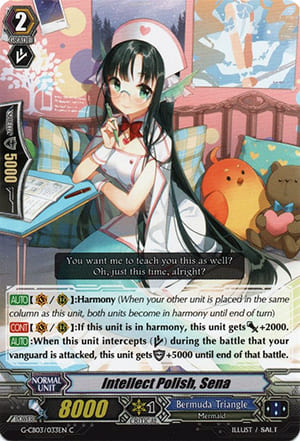 2
GRADE
SHIELD
5000
You want me to teach you this as well?
Oh, just this time, alright?
AUTO [ / ]:Harmony (When your other unit is placed in the same
column as this unit, both units become in harmony until end of turn)
CONT [ / ]:If this unit is in harmony, this unit gets +2000.
AUTO :When this unit intercepts ( ) during the battle that your
vanguard is attacked, this unit gets +5000 until end of that battle.
NORMAL
UNIT
Intellect Polish, Sena
POWER
8000
1
CRITICAL
Bermuda Triangle
Mermaid
G-CB03/033EN C
ILLUST / SALT